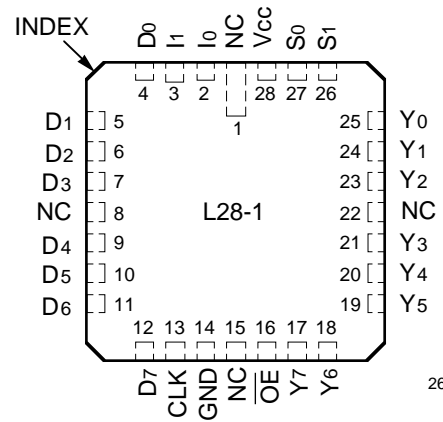 INDEX
D0 I1 I0 NC Vcc S0 S1
4 3 2 28 27 26
1
D1 5 25 Y0
D2 6 24 Y1
D3 7 23 Y2
NC 8 L28-1 22 NC
D4 9 21 Y3
D5 10 20 Y4
D6 11 19 Y5
12 13 14 15 16 17 18
D7 CLK GND NC OE Y7 Y6
26